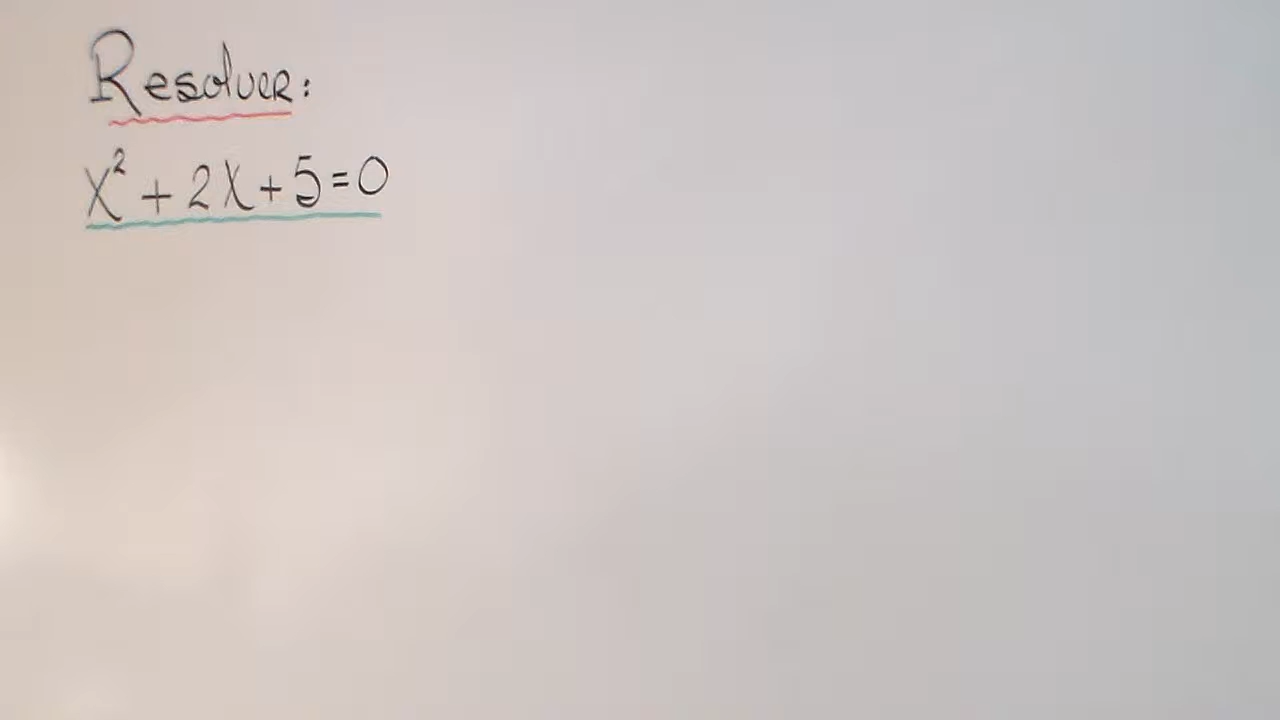 Resolver:
x² + 2x + 5 = 0